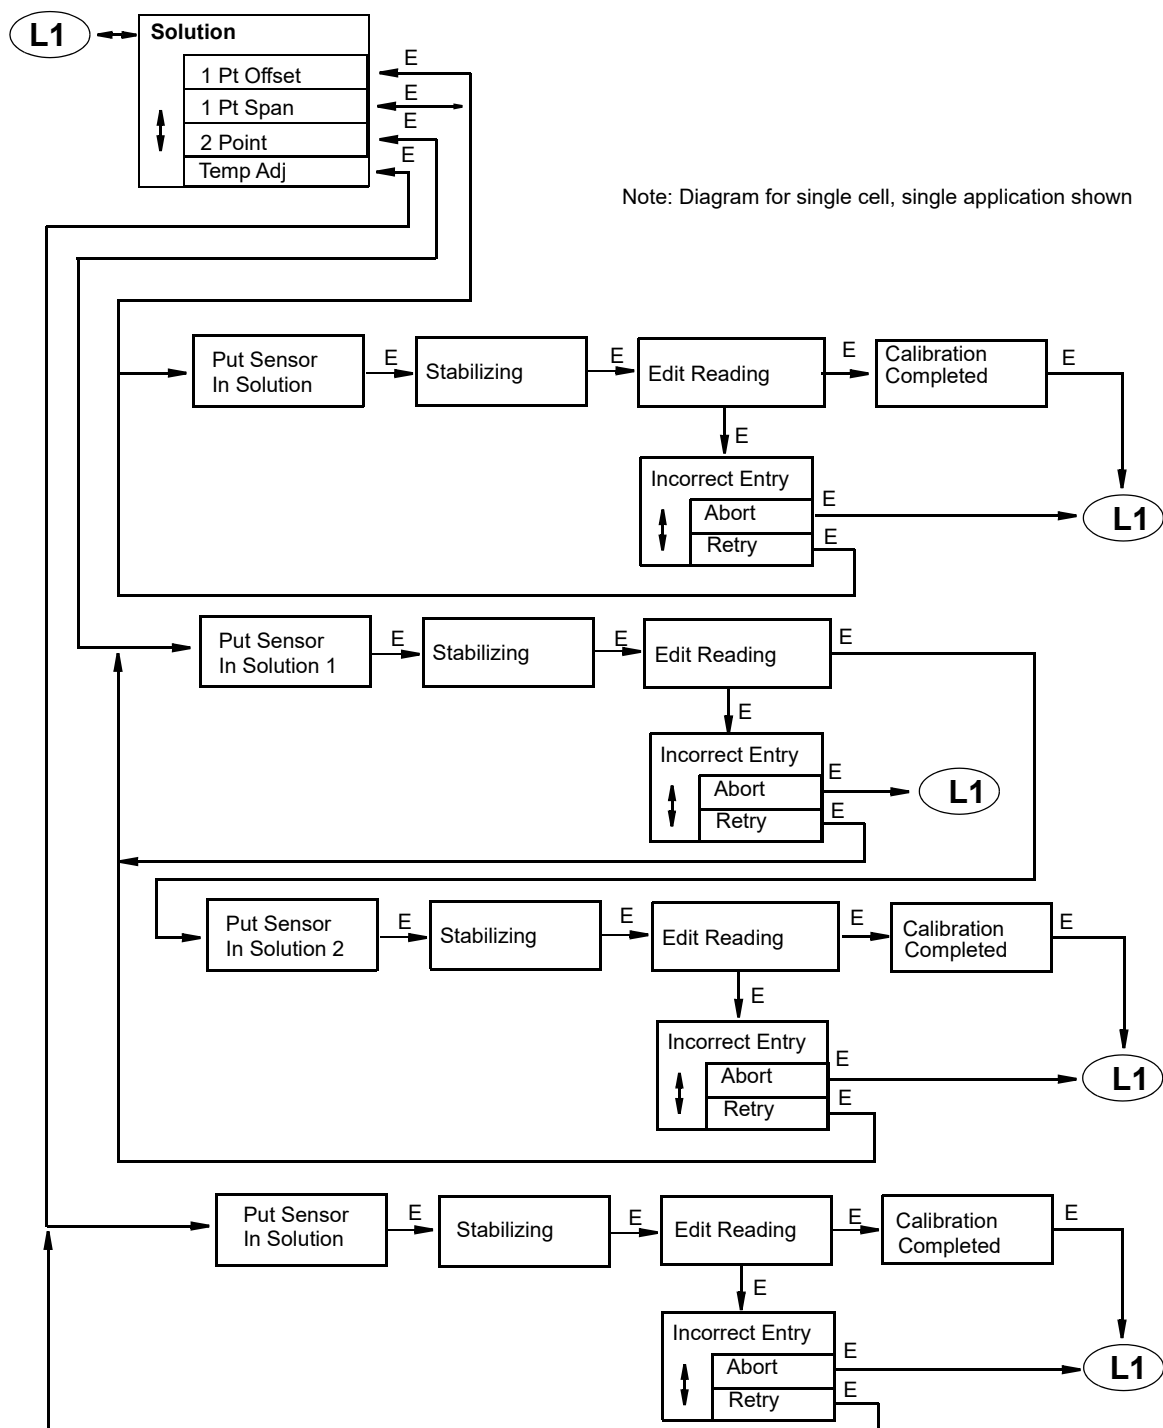 L1
Solution
E
1 Pt Offset
E
1 Pt Span
E
2 Point
E
Temp Adj
Note: Diagram for single cell, single application shown
Put Sensor
In Solution
E
Stabilizing
E
Edit Reading
E
Calibration
Completed
E
E
Incorrect Entry
Abort
E
Retry
E
L1
Put Sensor
In Solution 1
E
Stabilizing
E
Edit Reading
E
E
Incorrect Entry
Abort
E
Retry
E
L1
Put Sensor
In Solution 2
E
Stabilizing
E
Edit Reading
E
Calibration
Completed
E
E
Incorrect Entry
Abort
E
Retry
E
L1
Put Sensor
In Solution
E
Stabilizing
E
Edit Reading
E
Calibration
Completed
E
E
Incorrect Entry
Abort
E
Retry
E
L1